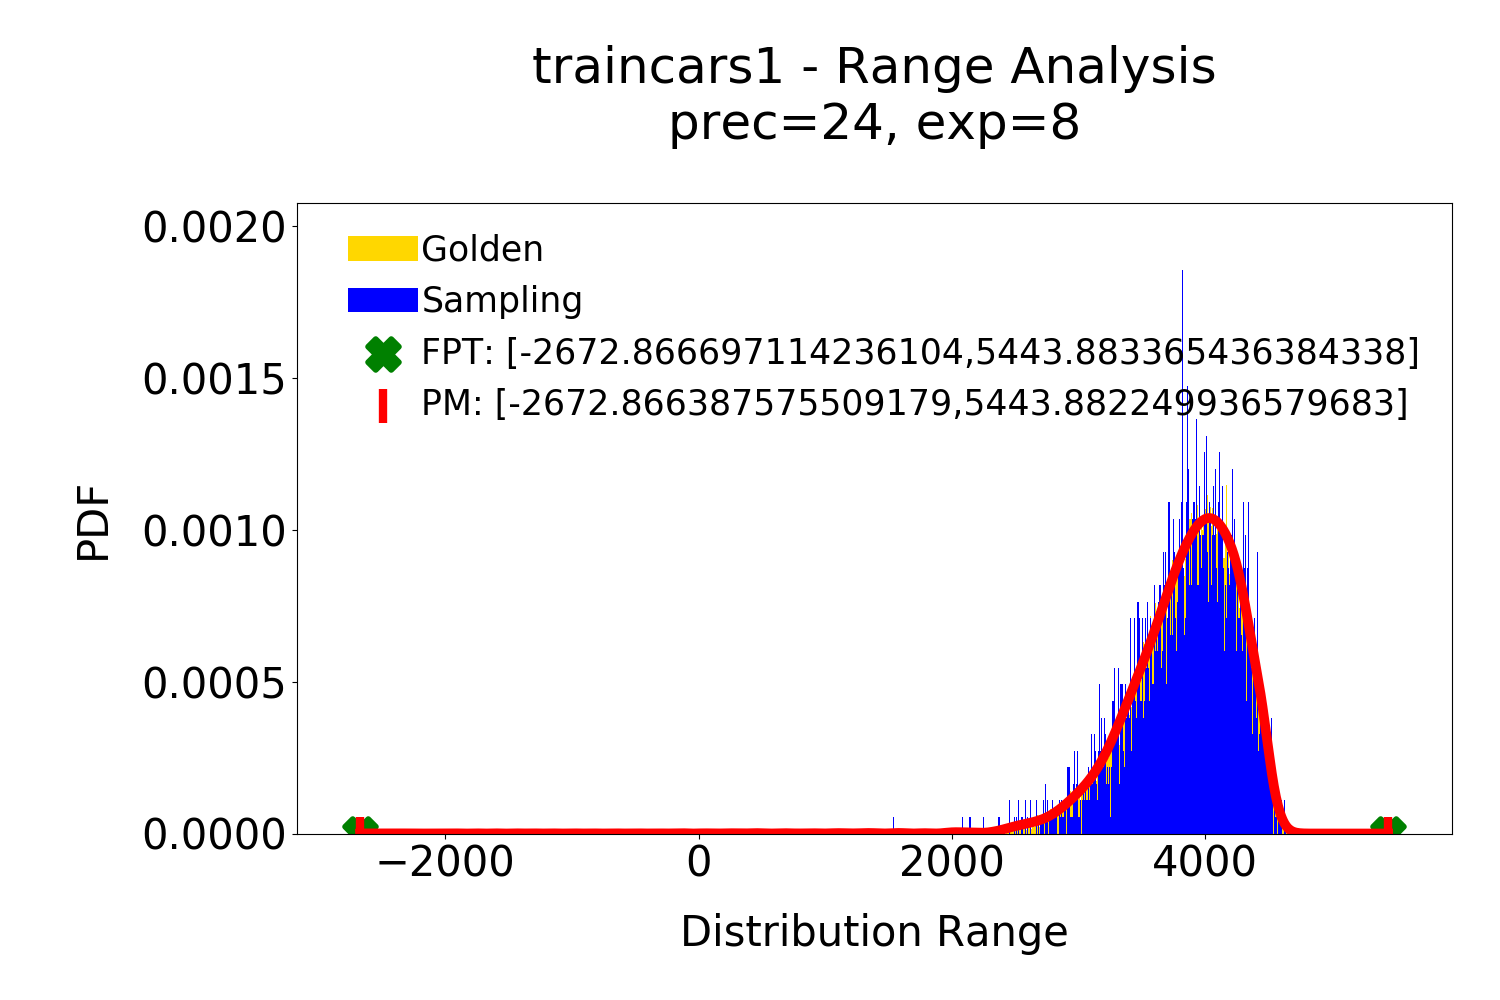 traincars1 - Range Analysis
prec=24, exp=8
0.0020
0.0015
0.0010
0.0005
0.0000
PDF
Golden
Sampling
FPT: [-2672.866697114236104,5443.883365436384338]
PM: [-2672.866387575509179,5443.882249936579683]
−2000
0
2000
4000
Distribution Range